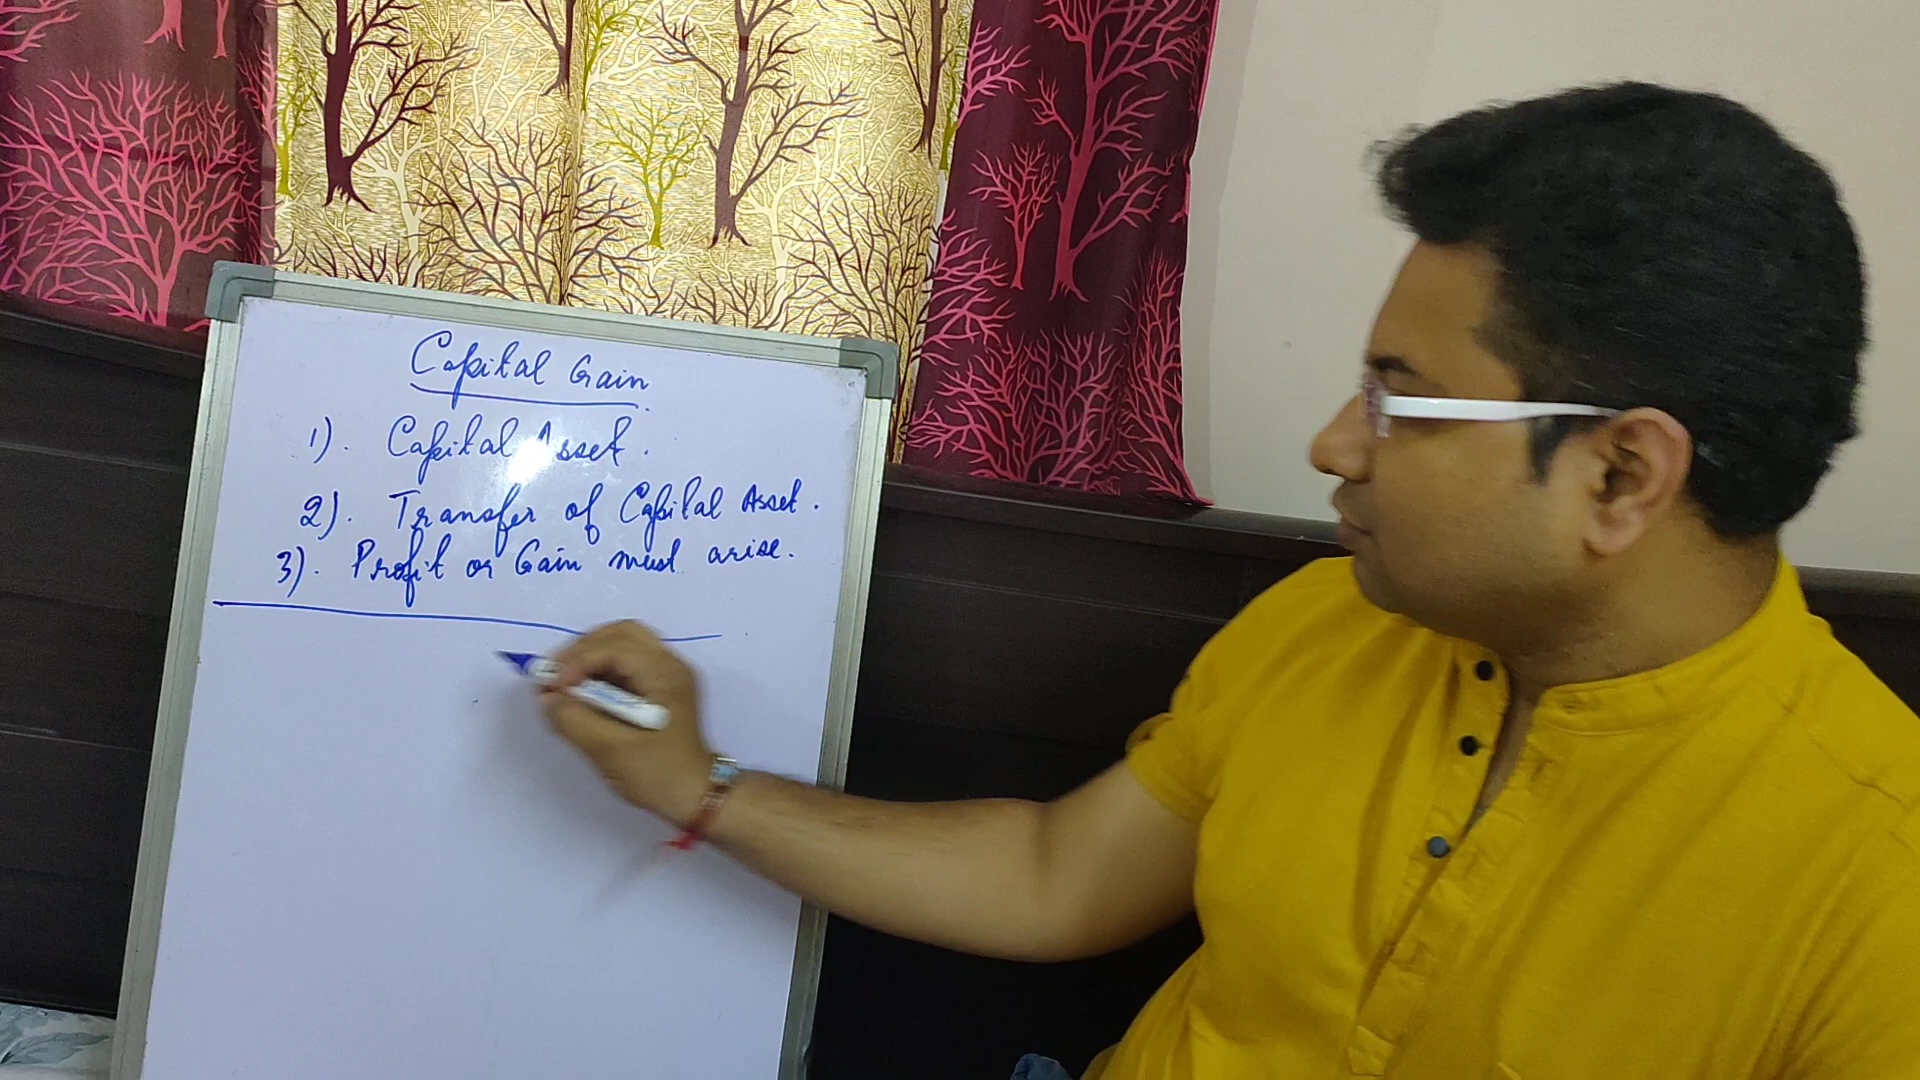 Capital Gain
1). Capital Asset.
2). Transfer of Capital Asset.
3). Profit or Gain must arise.